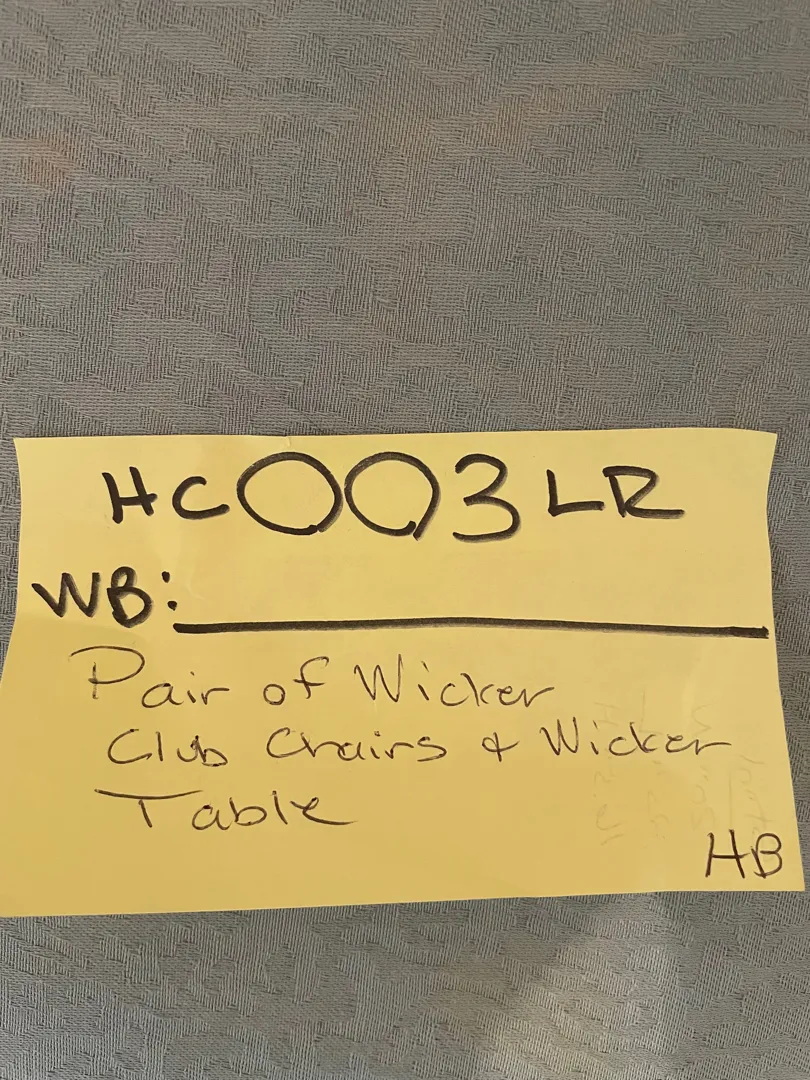 HC003LR
WB:
Pair of Wicker
Club Chairs & Wicker
Table
HB